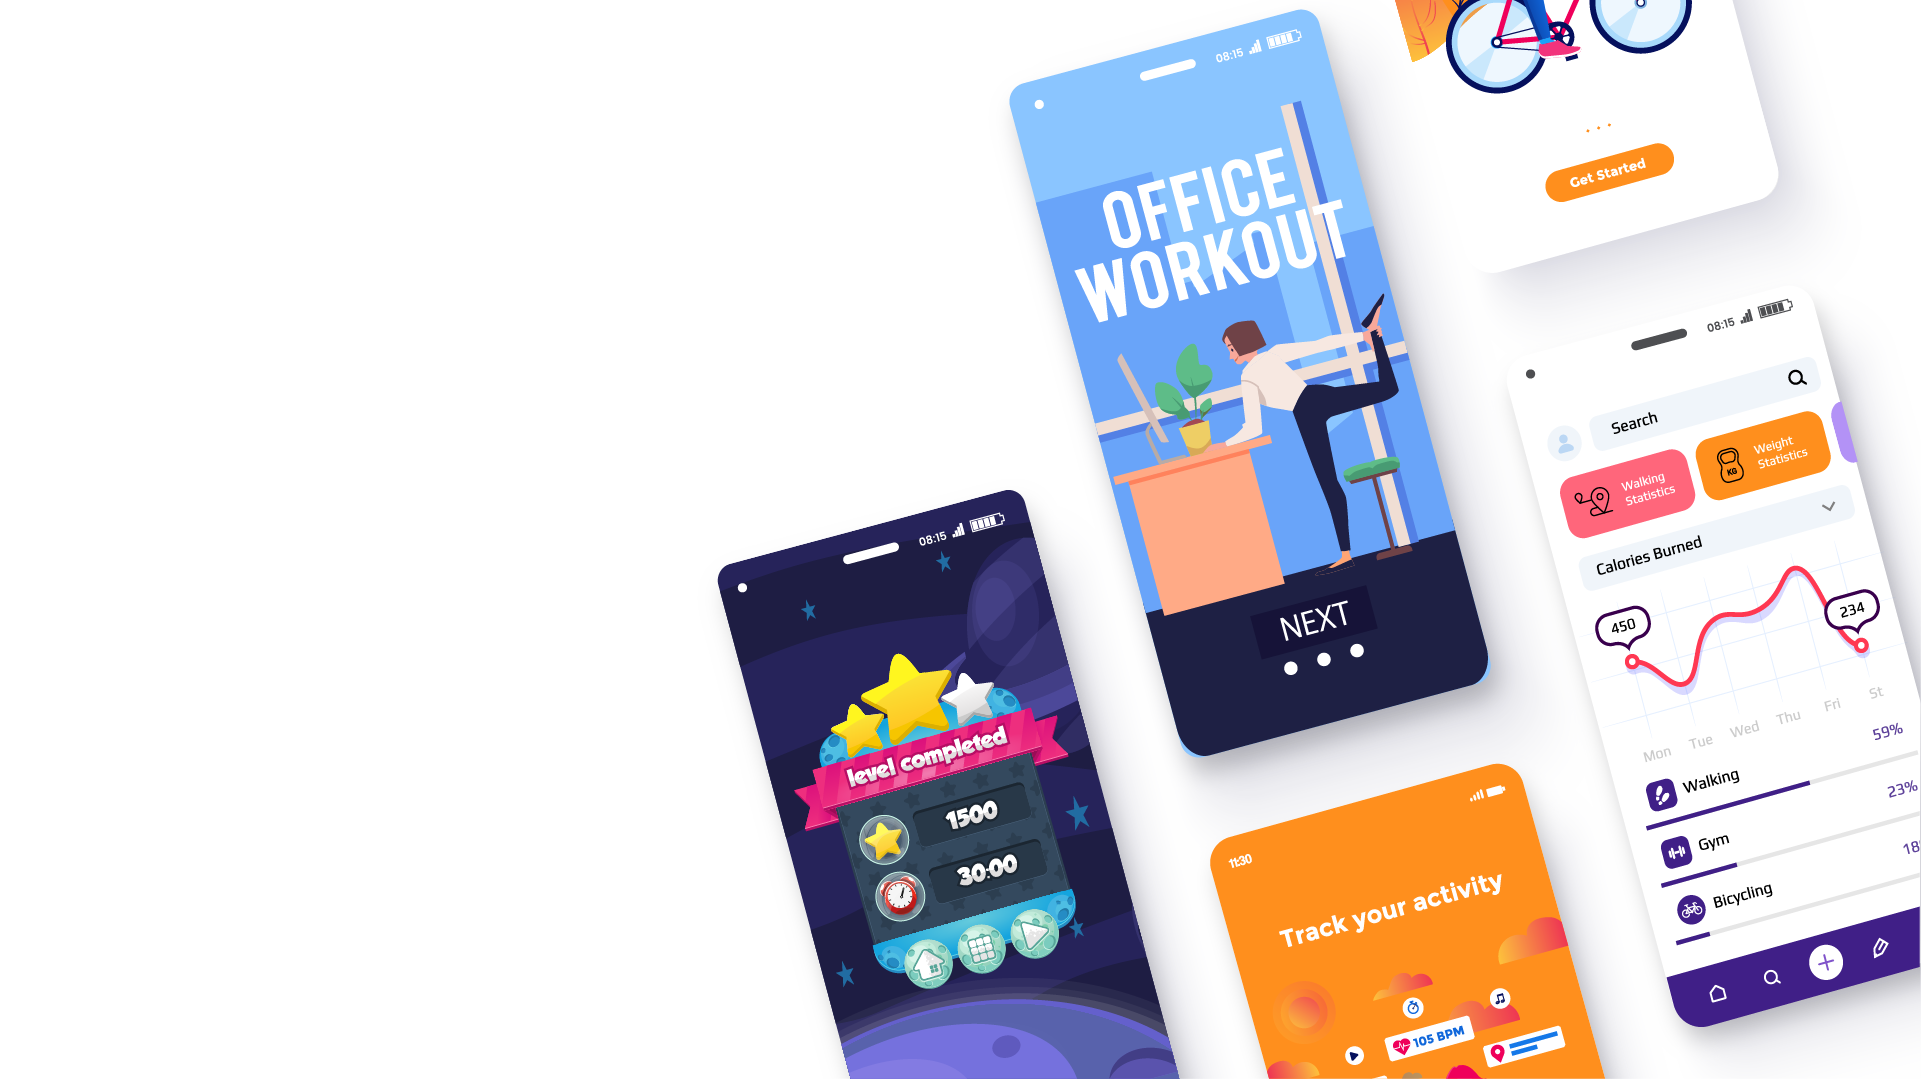 Get Started
08:15
OFFICE
WORKOUT
NEXT
08:15
Search
Walking
Statistics
KG
Weight
Statistics
Calories Burned
450
234
Mon Tue Wed Thu Fri St
59%
Walking
23%
Gym
18
Bicycling
08:15
level completed
1500
30:00
11:30
Track your activity
105 BPM